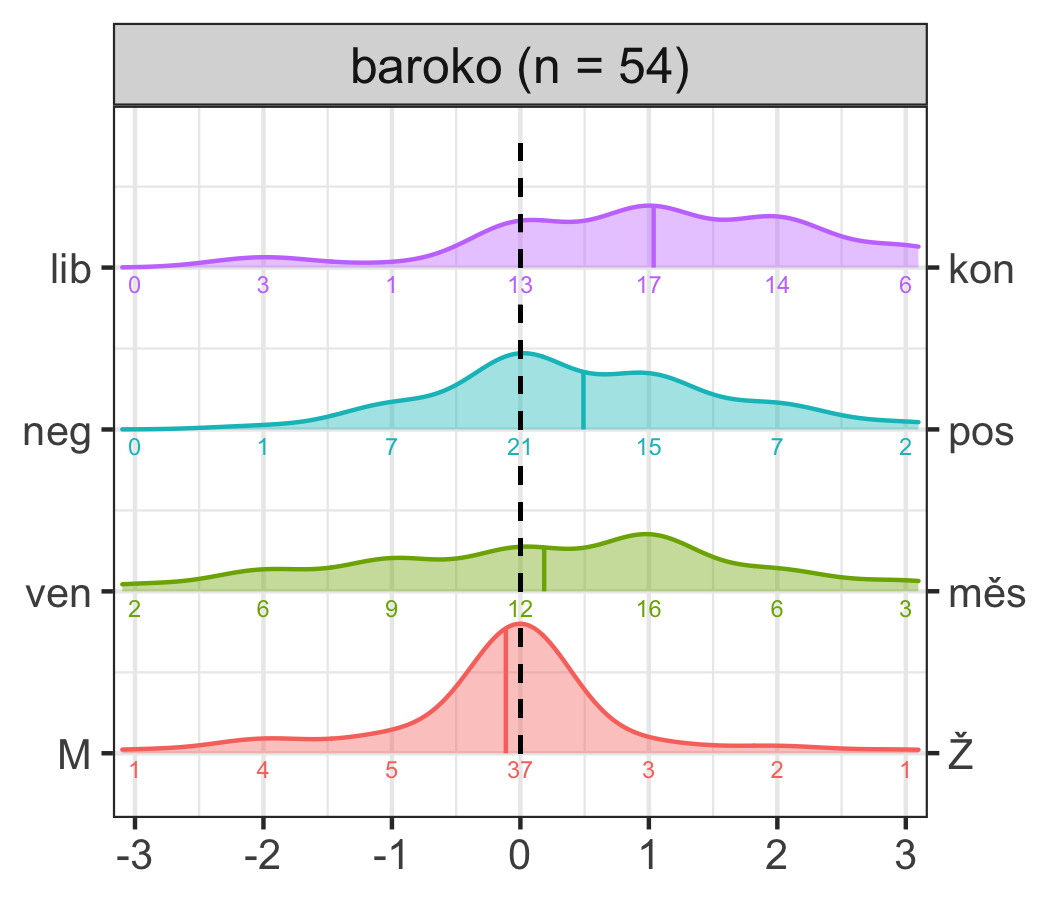 baroko (n = 54)
lib kon
0 3 1 13 17 14 6
neg pos
0 1 7 21 15 7 2
ven měs
2 6 9 12 16 6 3
M Ž
1 4 5 37 3 2 1
-3 -2 -1 0 1 2 3